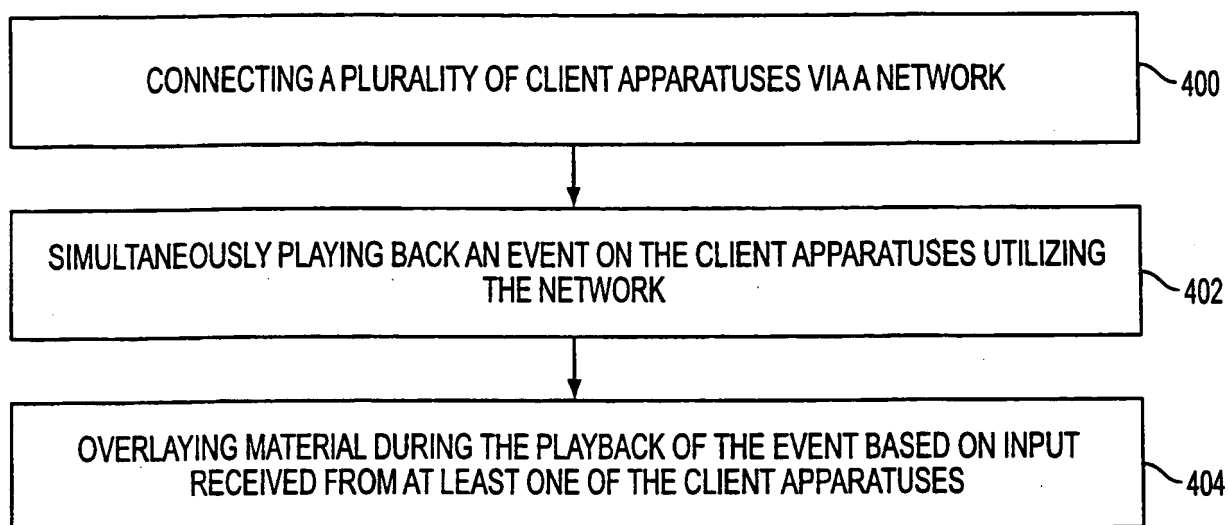 CONNECTING A PLURALITY OF CLIENT APPARATUSES VIA A NETWORK
400
SIMULTANEOUSLY PLAYING BACK AN EVENT ON THE CLIENT APPARATUSES UTILIZING
THE NETWORK
402
OVERLAYING MATERIAL DURING THE PLAYBACK OF THE EVENT BASED ON INPUT
RECEIVED FROM AT LEAST ONE OF THE CLIENT APPARATUSES
404